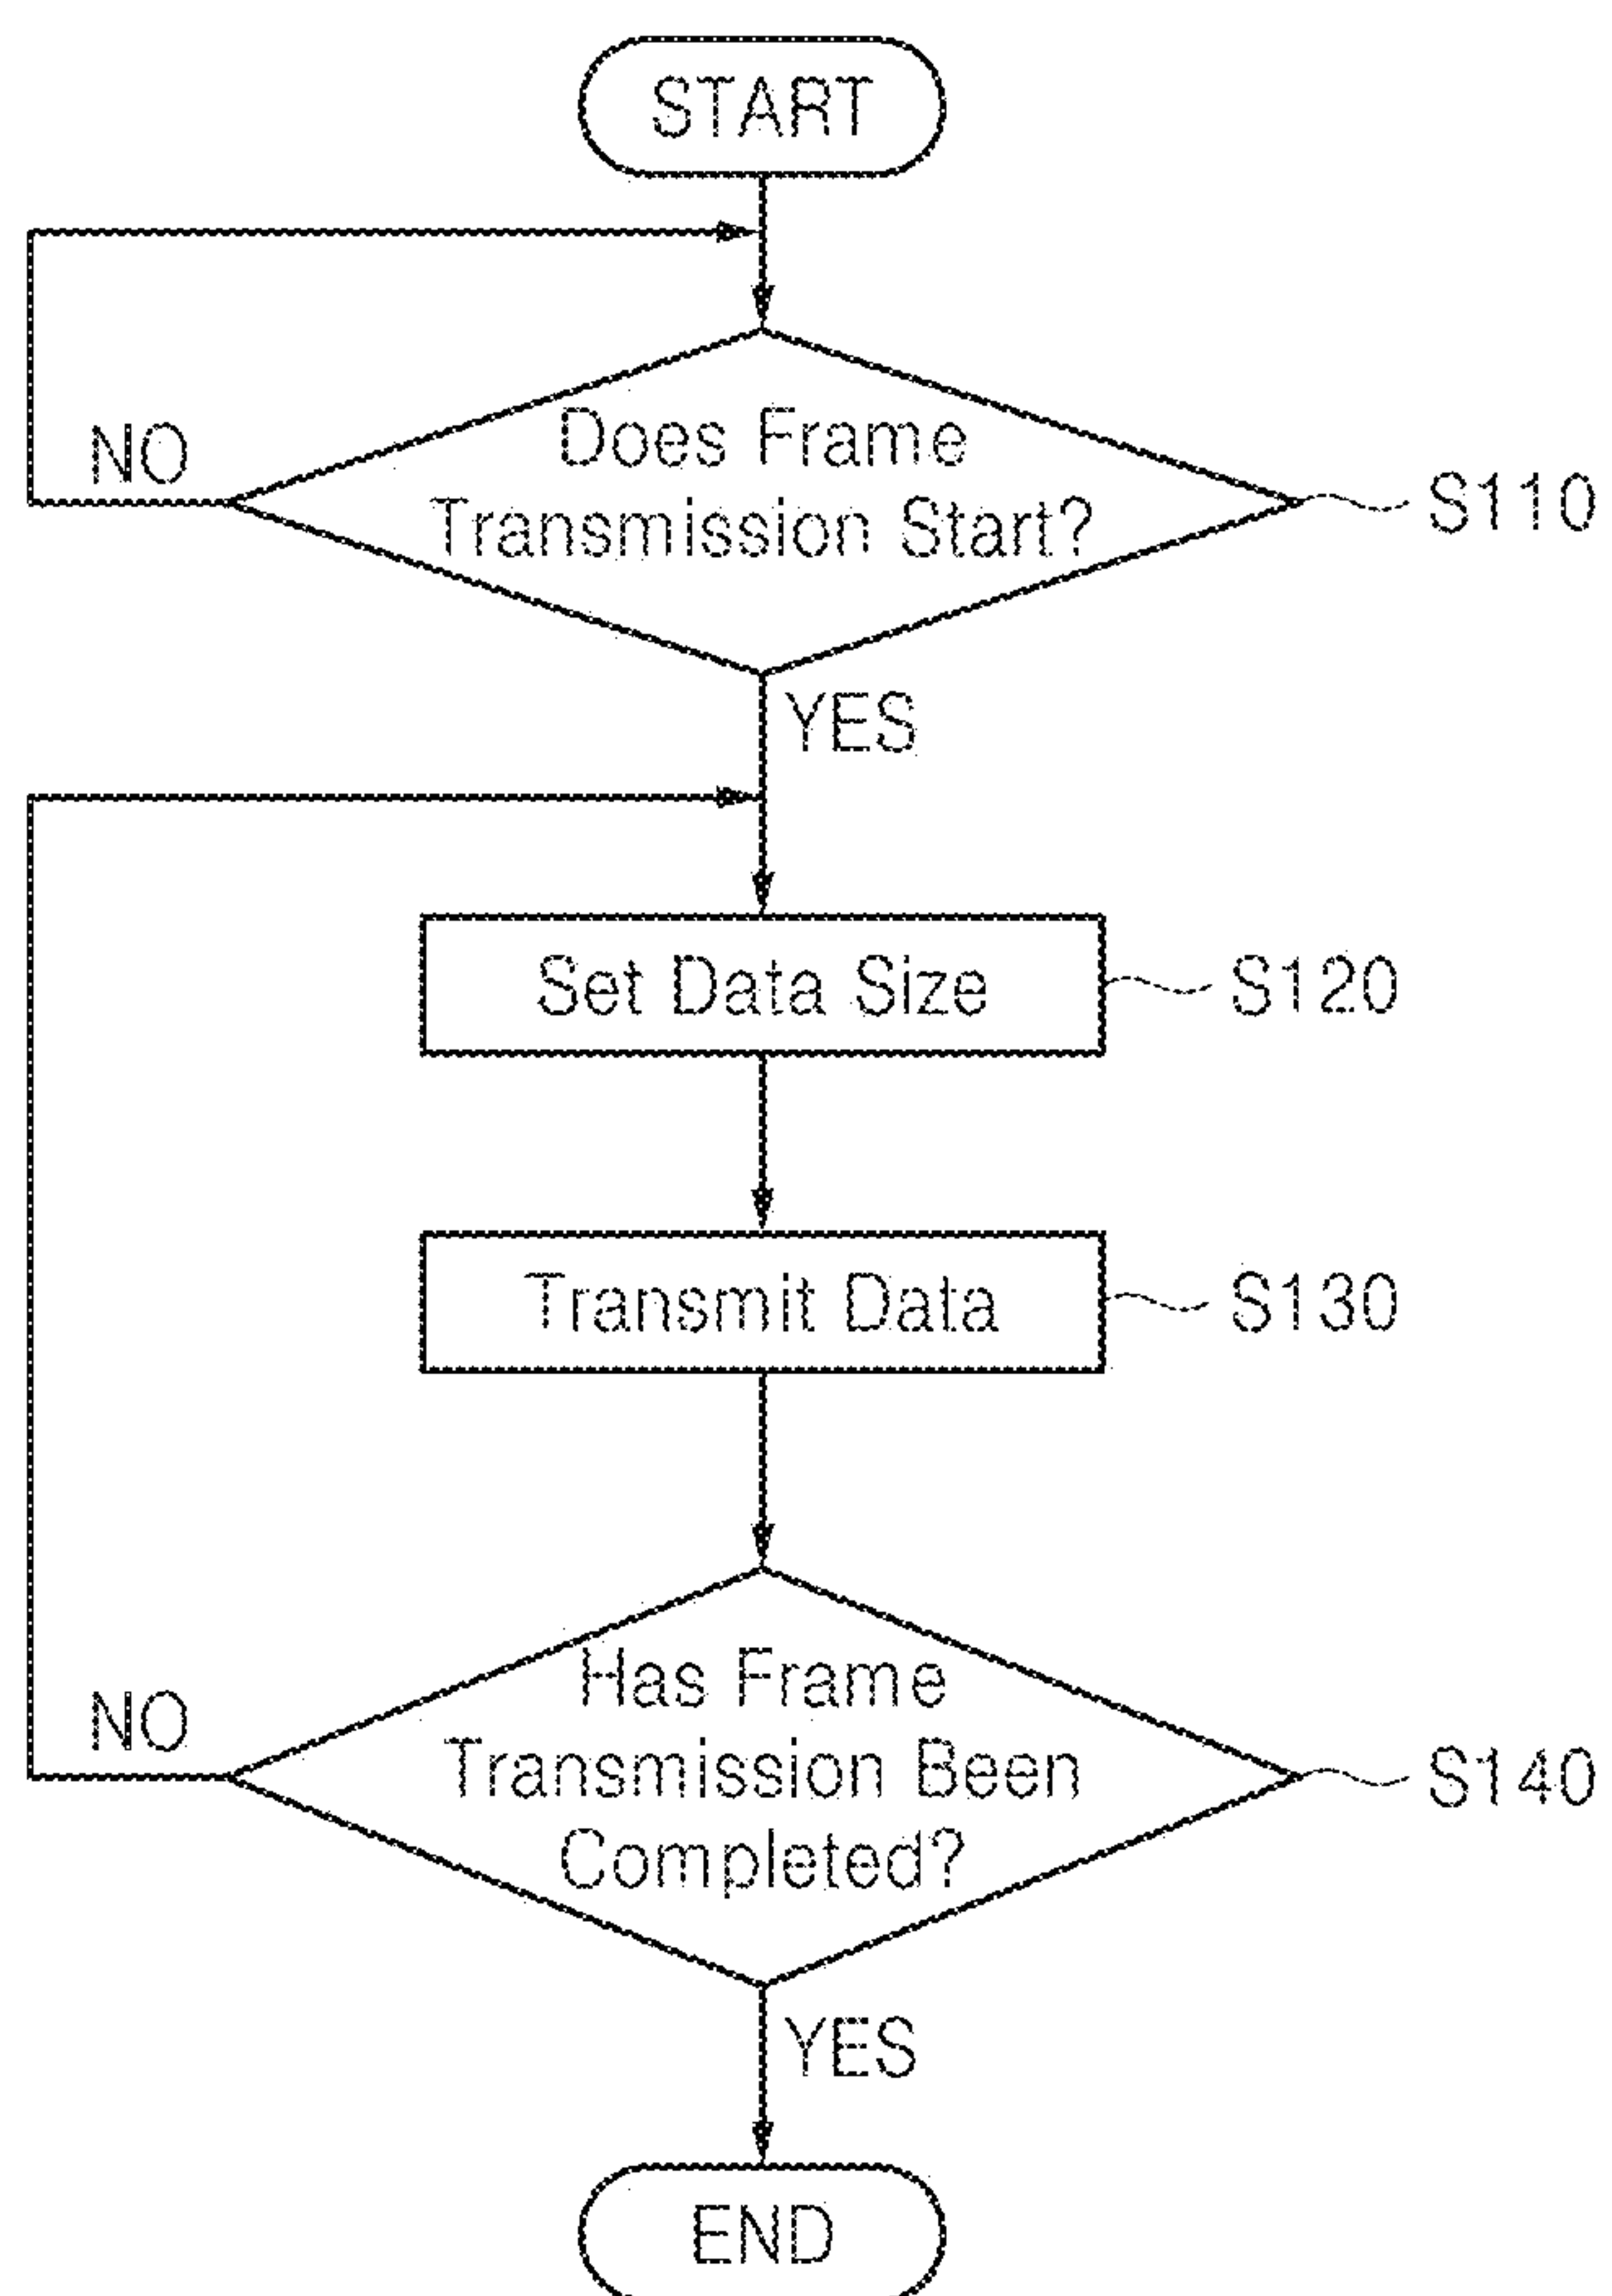 START
NO
Does Frame
Transmission Start?
S110
YES
Set Data Size
S120
Transmit Data
S130
NO
Has Frame
Transmission Been
Completed?
S140
YES
END